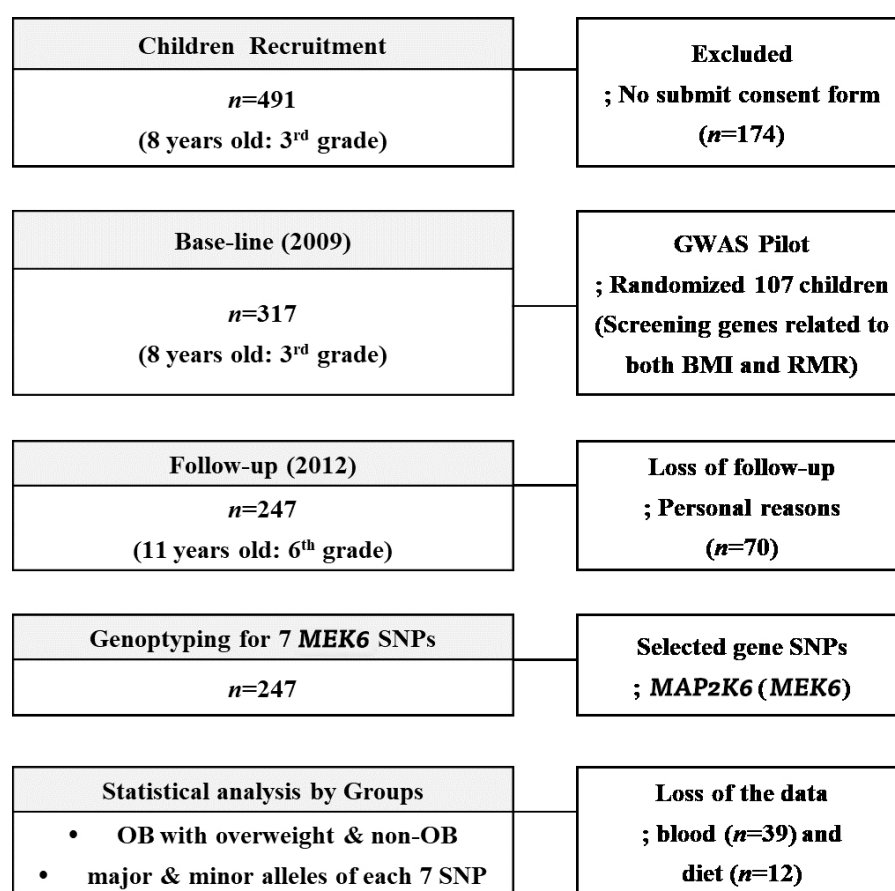 Children Recruitment
n=491
(8 years old: 3rd grade)
Excluded
; No submit consent form
(n=174)
Base-line (2009)
n=317
(8 years old: 3rd grade)
GWAS Pilot
; Randomized 107 children
(Screening genes related to
both BMI and RMR)
Follow-up (2012)
n=247
(11 years old: 6th grade)
Loss of follow-up
; Personal reasons
(n=70)
Genoptyping for 7 MEK6 SNPs
n=247
Selected gene SNPs
; MAP2K6 (MEK6)
Statistical analysis by Groups
• OB with overweight & non-OB
• major & minor alleles of each 7 SNP
Loss of the data
; blood (n=39) and
diet (n=12)